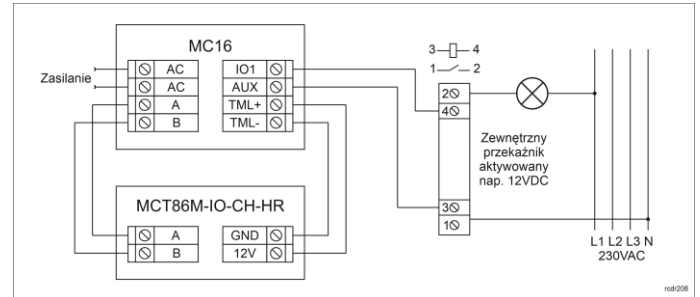 MC16
Zasilanie
AC IO1
AC AUX
A TML+
B TML-
3 4
1 2
2
4
Zewnętrzny
przekaźnik
aktywowany
nap. 12VDC
3
1
MCT86M-IO-CH-HR
A GND
B 12V
L1 L2 L3 N
230VAC
rodr208